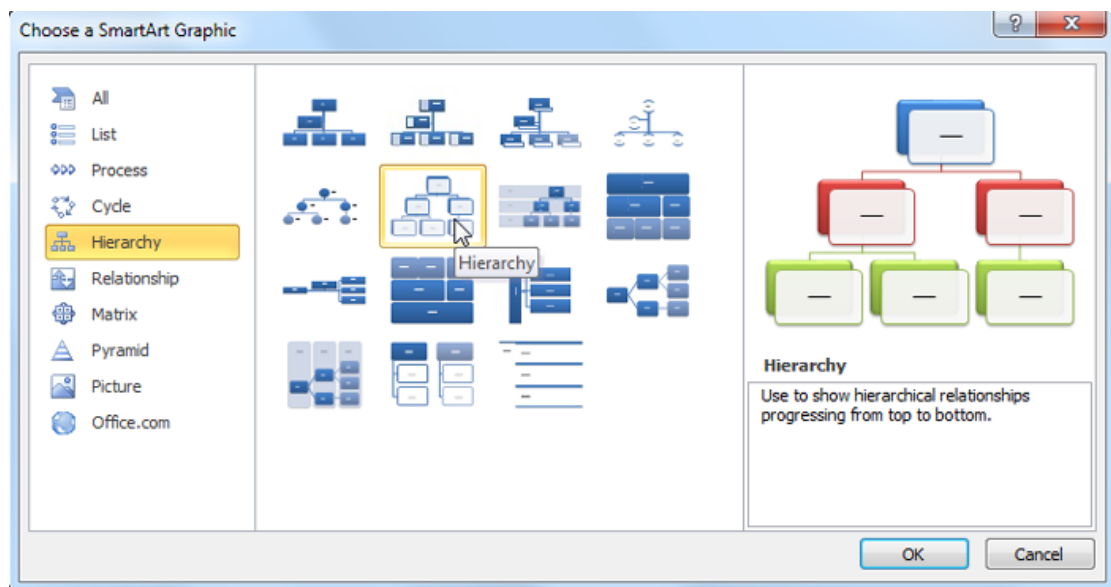 Choose a SmartArt Graphic
?
All
List
Process
Cycle
Hierarchy
Relationship
Matrix
Pyramid
Picture
Office.com
Hierarchy
Hierarchy
Use to show hierarchical relationships
progressing from top to bottom.
OK
Cancel